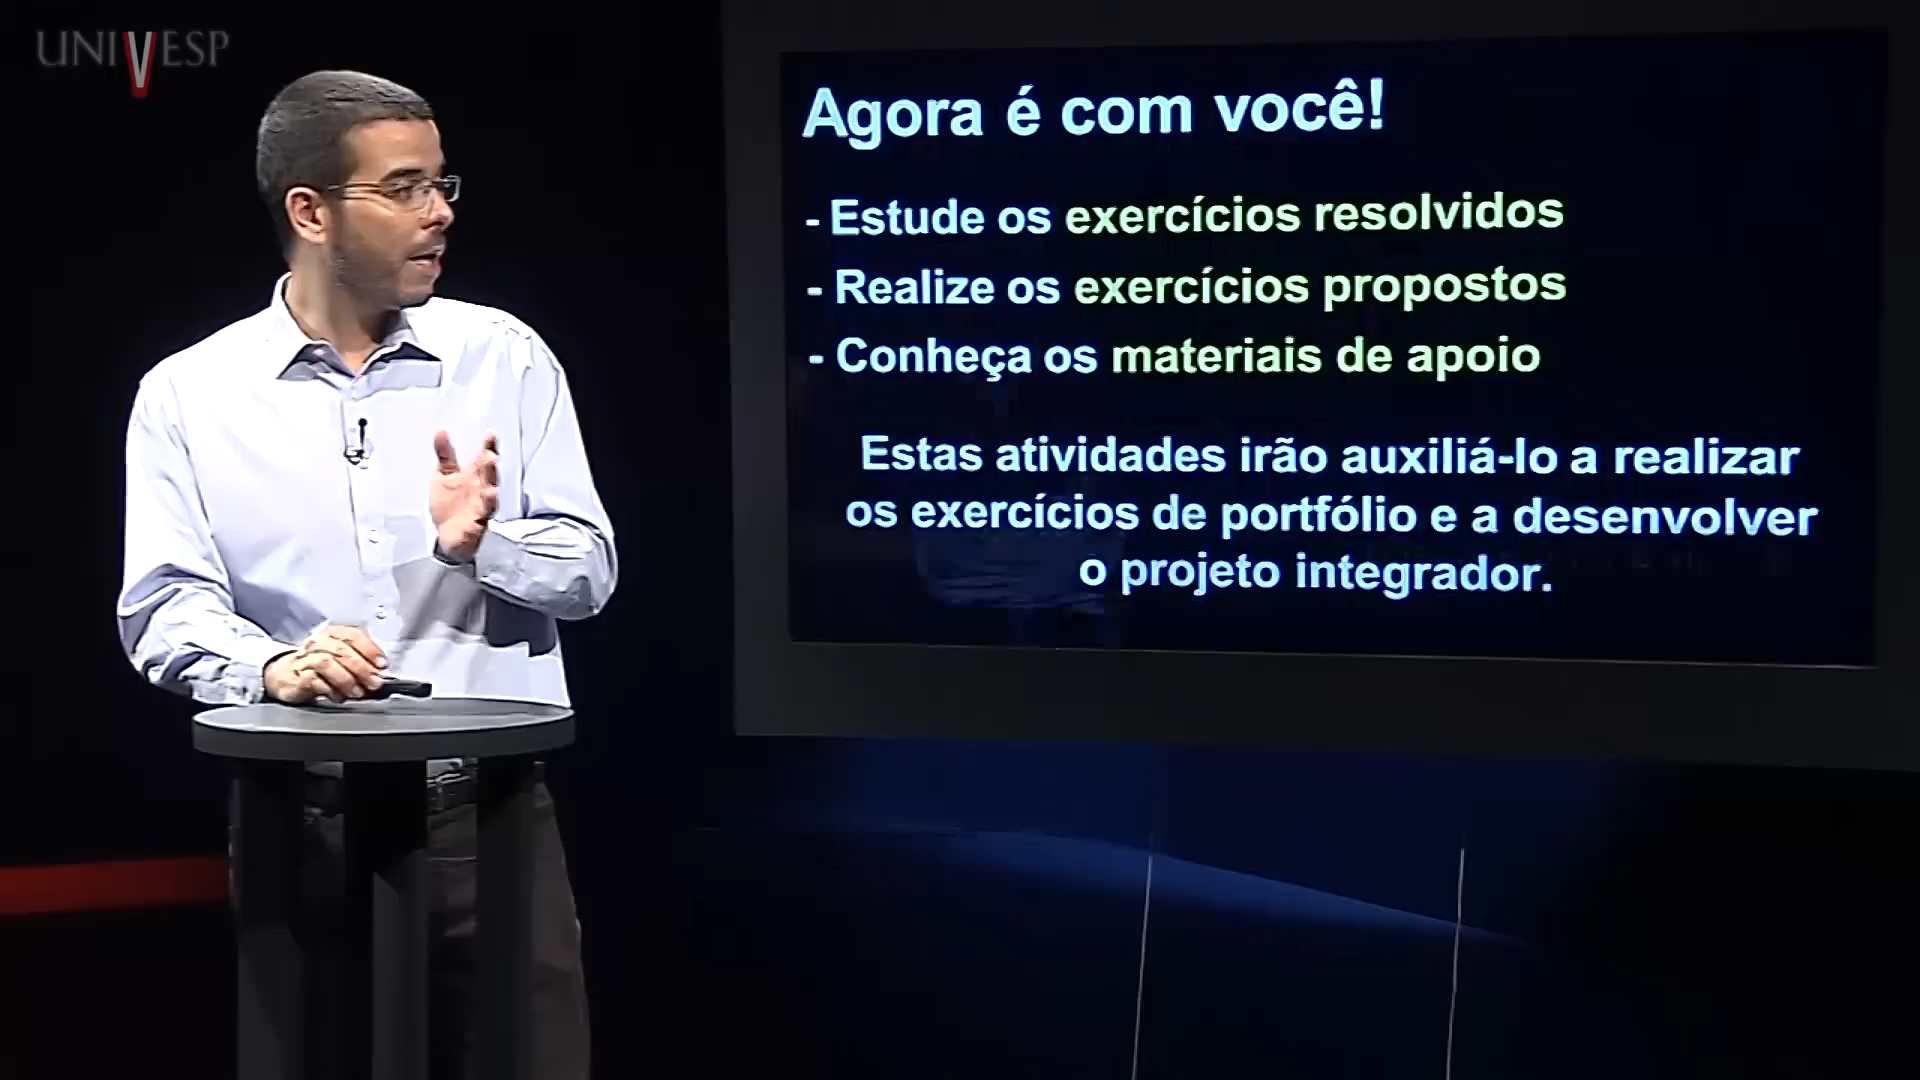 UNIVESP
Agora é com você!
- Estude os exercícios resolvidos
- Realize os exercícios propostos
- Conheça os materiais de apoio
Estas atividades irão auxiliá-lo a realizar
os exercícios de portfólio e a desenvolver
o projeto integrador.